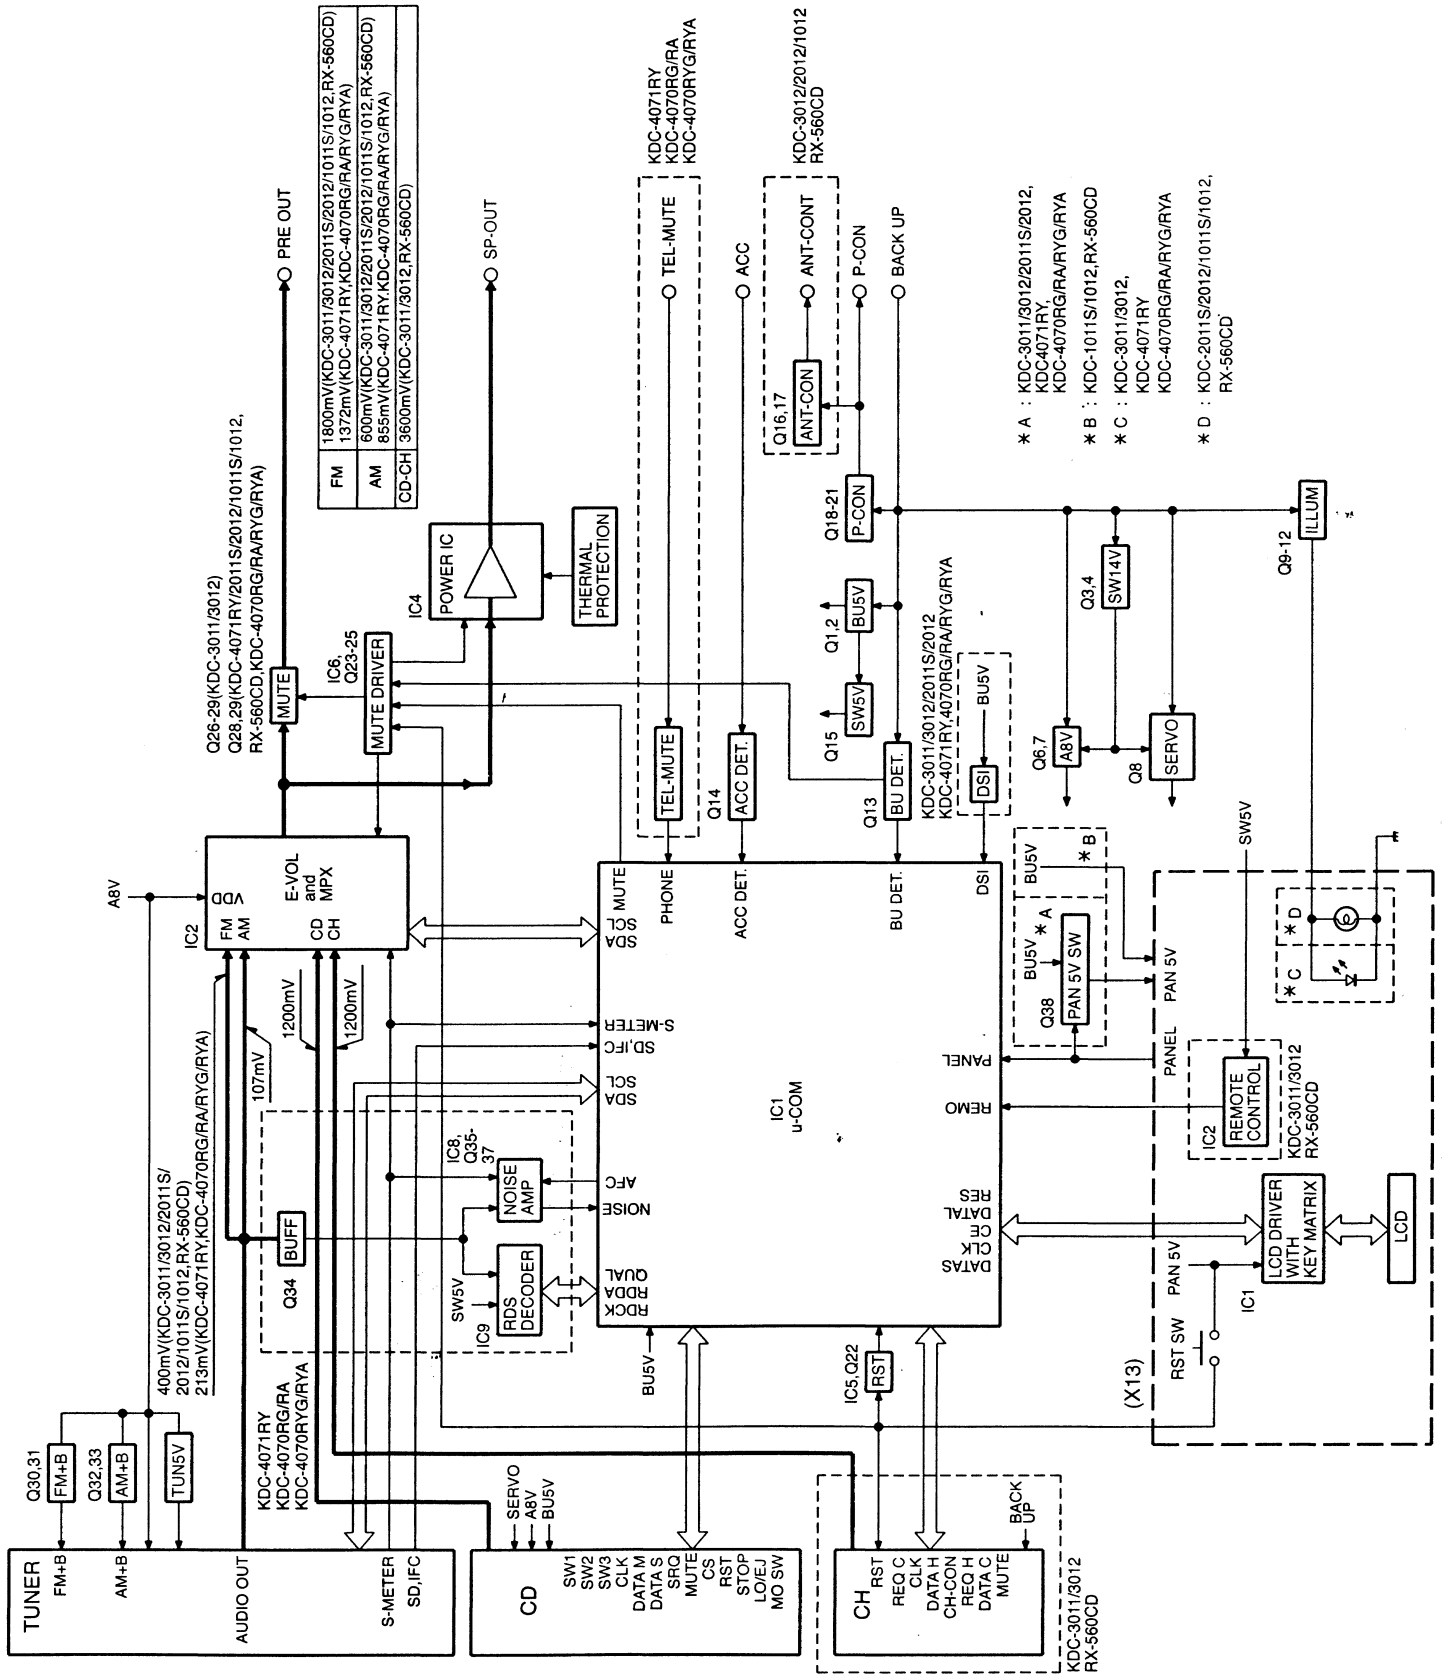 TUNER
FM+B
AM+B
AUDIO OUT
S-METER
SD,IFC
Q30,31
FM+B
Q32,33
AM+B
TUN5V
A8V
400mV(KDC-3011/3012/2011S/
2012/1011S/1012,RX-560CD)
213mV(KDC-4071RY,KDC-4070RG/RA/RYG/RYA)
107mV
1200mV
1200mV
KDC-4071RY
KDC-4070RG/RA
KDC-4070RYG/RYA
Q34
BUFF
SW5V
IC9
RDS
DECODER
IC8,
Q35-
37
NOISE
AMP
IC2
VDD
FM
AM
CD
CH
E-VOL
and
MPX
Q26-29(KDC-3011/3012)
Q28,29(KDC-4071RY/2011S/2012/1011S/1012,
RX-560CD,KDC-4070RG/RA/RYG/RYA)
MUTE
PRE OUT
IC6,
Q23-25
MUTE DRIVER
FM
1800mV(KDC-3011/3012/2011S/2012/1011S/1012,RX-560CD)
1372mV(KDC-4071RY,KDC-4070RG/RA/RYG/RYA)
AM
600mV(KDC-3011/3012/2011S/2012/1011S/1012,RX-560CD)
855mV(KDC-4071RY.KDC-4070RG/RA/RYG/RYA)
CD-CH
3600mV(KDC-3011/3012,RX-560CD)
IC4
POWER IC
SP-OUT
THERMAL
PROTECTION
CD
SERVO
A8V
BU5V
SW1
SW2
SW3
CLK
DATA M
DATA S
SRQ
MUTE
CS
RST
STOP
LO/EJ
MO SW
CH
RST
REQ C
CLK
DATA H
CH-CON
REQ H
DATA C
MUTE
BACK
UP
KDC-3011/3012
RX-560CD
BU5V
IC5,Q22
RST
IC1
u-COM
RDCK
RDDA
QUAL
NOISE
AFC
SDA
SCL
SD,IFC
S-METER
SDA
SCL
MUTE
PHONE
ACC DET.
BU DET.
DSI
PANEL
REMO
RES
DATAL
CE
CLK
DATAS
TEL-MUTE
TEL-MUTE
KDC-4071RY
KDC-4070RG/RA
KDC-4070RYG/RYA
Q14
ACC DET.
ACC
Q16,17
ANT-CON
ANT-CONT
KDC-3012/2012/1012
RX-560CD
Q18-21
P-CON
P-CON
BACK UP
Q1,2
BU5V
Q15
SW5V
Q13
BU DET.
KDC-3011/3012/2011S/2012
KDC-4071RY,4070RG/RA/RYG/RYA
DSI
BU5V
Q6,7
A8V
Q3,4
SW14V
Q8
SERVO
Q9-12
ILLUM
BU5V
* B
BU5V
* A
Q38
PAN 5V SW
(X13)
RST SW
PAN 5V
IC1
LCD DRIVER
WITH
KEY MATRIX
LCD
IC2
REMOTE
CONTROL
KDC-3011/3012
RX-560CD
PANEL
PAN 5V
SW5V
* C
* D
* A : KDC-3011/3012/2011S/2012,
KDC4071RY,
KDC-4070RG/RA/RYG/RYA
* B : KDC-1011S/1012,RX-560CD
* C : KDC-3011/3012,
KDC-4071RY
KDC-4070RG/RA/RYG/RYA
* D : KDC-2011S/2012/1011S/1012,
RX-560CD